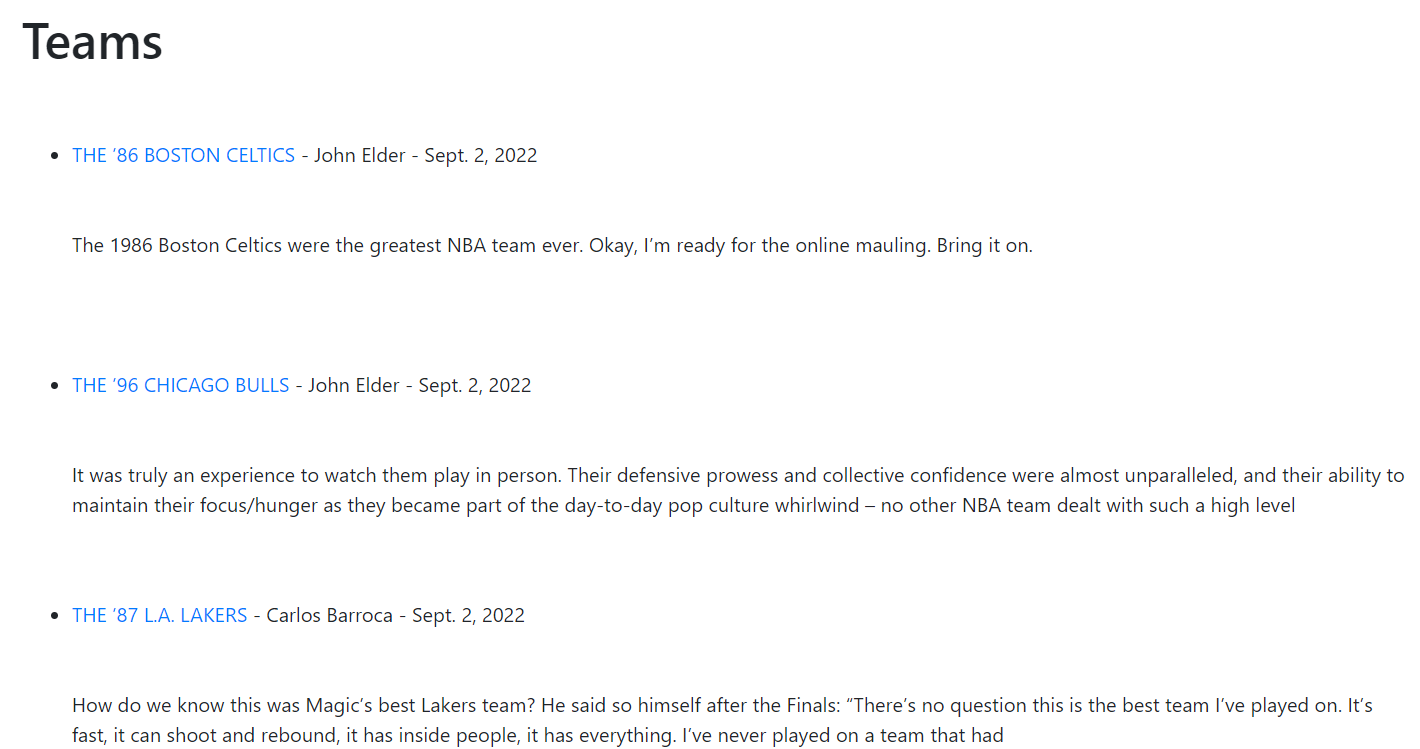 Teams
THE ’86 BOSTON CELTICS - John Elder - Sept. 2, 2022
The 1986 Boston Celtics were the greatest NBA team ever. Okay, I’m ready for the online mauling. Bring it on.
THE ’96 CHICAGO BULLS - John Elder - Sept. 2, 2022
It was truly an experience to watch them play in person. Their defensive prowess and collective confidence were almost unparalleled, and their ability to
maintain their focus/hunger as they became part of the day-to-day pop culture whirlwind – no other NBA team dealt with such a high level
THE ’87 L.A. LAKERS - Carlos Barroca - Sept. 2, 2022
How do we know this was Magic’s best Lakers team? He said so himself after the Finals: “There’s no question this is the best team I’ve played on. It’s
fast, it can shoot and rebound, it has inside people, it has everything. I’ve never played on a team that had